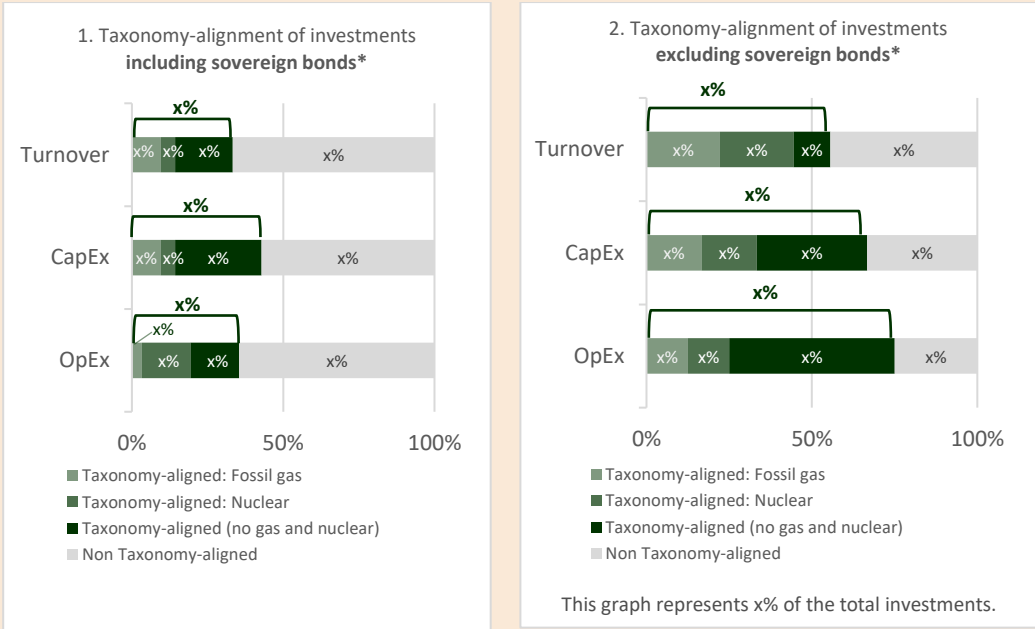 1. Taxonomy-alignment of investments
including sovereign bonds*
x%
Turnover
x% x% x% x%
x%
CapEx
x% x% x% x%
x%
x%
OpEx
x% x% x%
0% 50% 100%
Taxonomy-aligned: Fossil gas
Taxonomy-aligned: Nuclear
Taxonomy-aligned (no gas and nuclear)
Non Taxonomy-aligned
2. Taxonomy-alignment of investments
excluding sovereign bonds*
x%
Turnover
x% x% x% x%
x%
CapEx
x% x% x% x%
x%
OpEx
x% x% x% x%
0% 50% 100%
Taxonomy-aligned: Fossil gas
Taxonomy-aligned: Nuclear
Taxonomy-aligned (no gas and nuclear)
Non Taxonomy-aligned
This graph represents x% of the total investments.